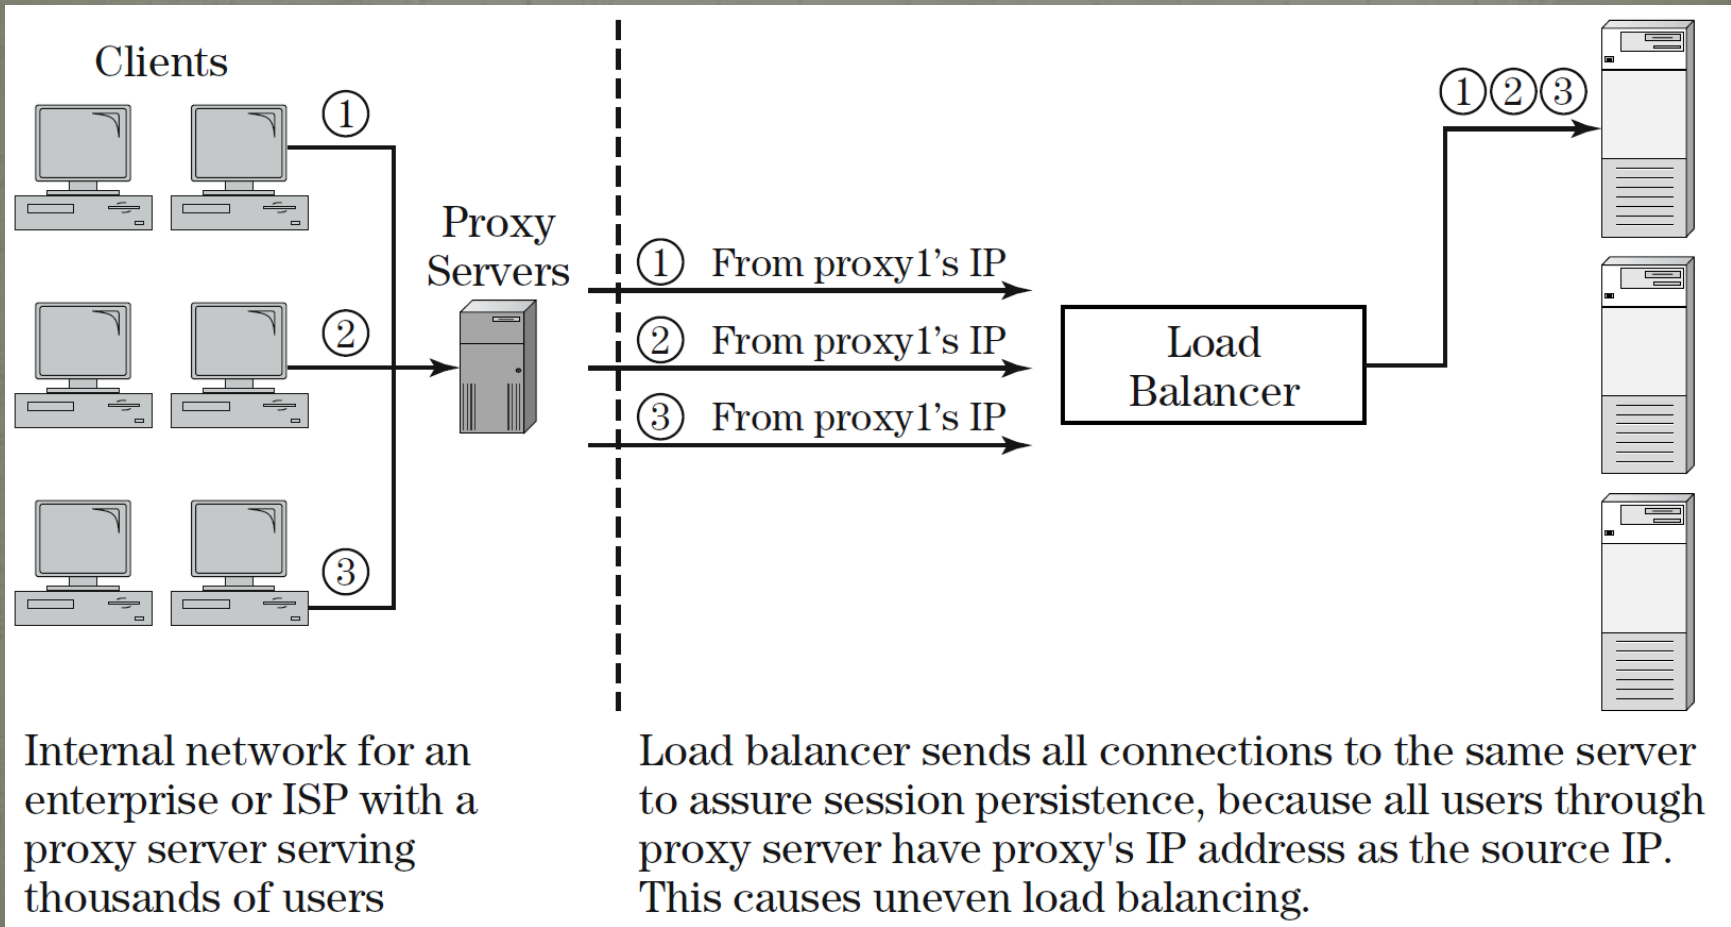 Clients
①
②
③
Proxy
Servers
① From proxy1’s IP
② From proxy1’s IP
③ From proxy1’s IP
Load
Balancer
①②③
Internal network for an
enterprise or ISP with a
proxy server serving
thousands of users
Load balancer sends all connections to the same server
to assure session persistence, because all users through
proxy server have proxy's IP address as the source IP.
This causes uneven load balancing.